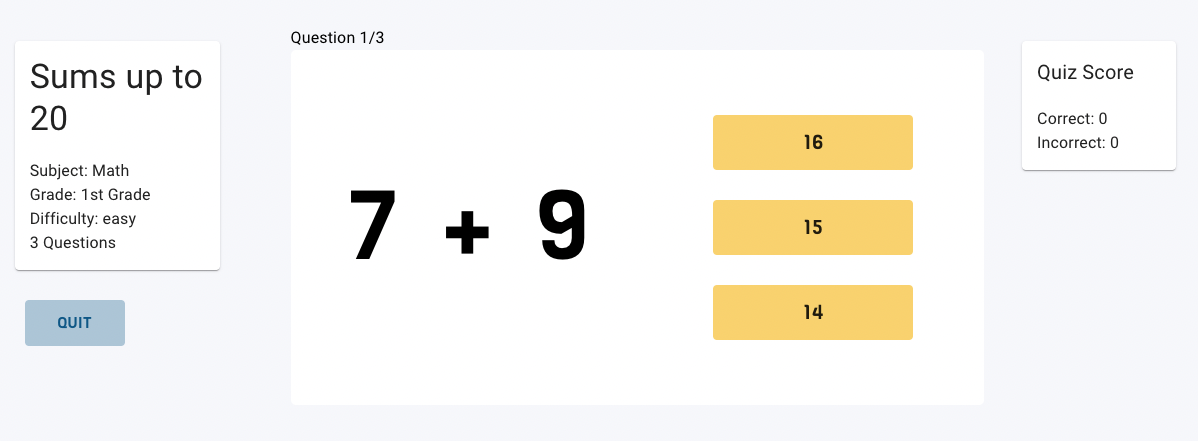 Question 1/3
Sums up to
20
Subject: Math
Grade: 1st Grade
Difficulty: easy
3 Questions
QUIT
7 + 9
16
15
14
Quiz Score
Correct: 0
Incorrect: 0